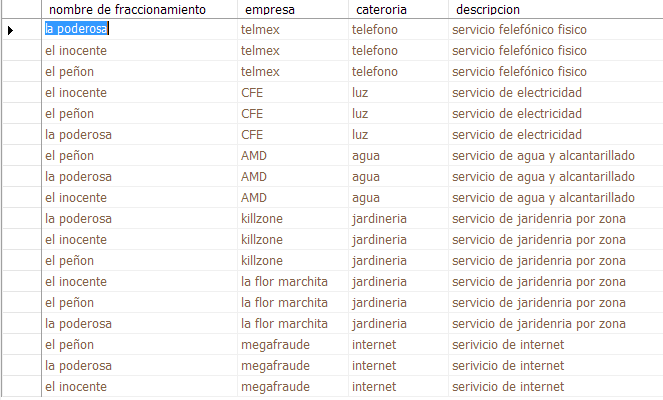 nombre de fraccionamiento empresa cateroria descripcion
la poderosa telmex telefono servicio felefónico fisico
el inocente telmex telefono servicio felefónico fisico
el peñon telmex telefono servicio felefónico fisico
el inocente CFE luz servicio de electricidad
el peñon CFE luz servicio de electricidad
la poderosa CFE luz servicio de electricidad
el peñon AMD agua servicio de agua y alcantarillado
la poderosa AMD agua servicio de agua y alcantarillado
el inocente AMD agua servicio de agua y alcantarillado
la poderosa killzone jardineria servicio de jaridenria por zona
el inocente killzone jardineria servicio de jaridenria por zona
el peñon killzone jardineria servicio de jaridenria por zona
el inocente la flor marchita jardineria servicio de jaridenria por zona
el peñon la flor marchita jardineria servicio de jaridenria por zona
la poderosa la flor marchita jardineria servicio de jaridenria por zona
el peñon megafraude internet serivicio de internet
la poderosa megafraude internet serivicio de internet
el inocente megafraude internet serivicio de internet